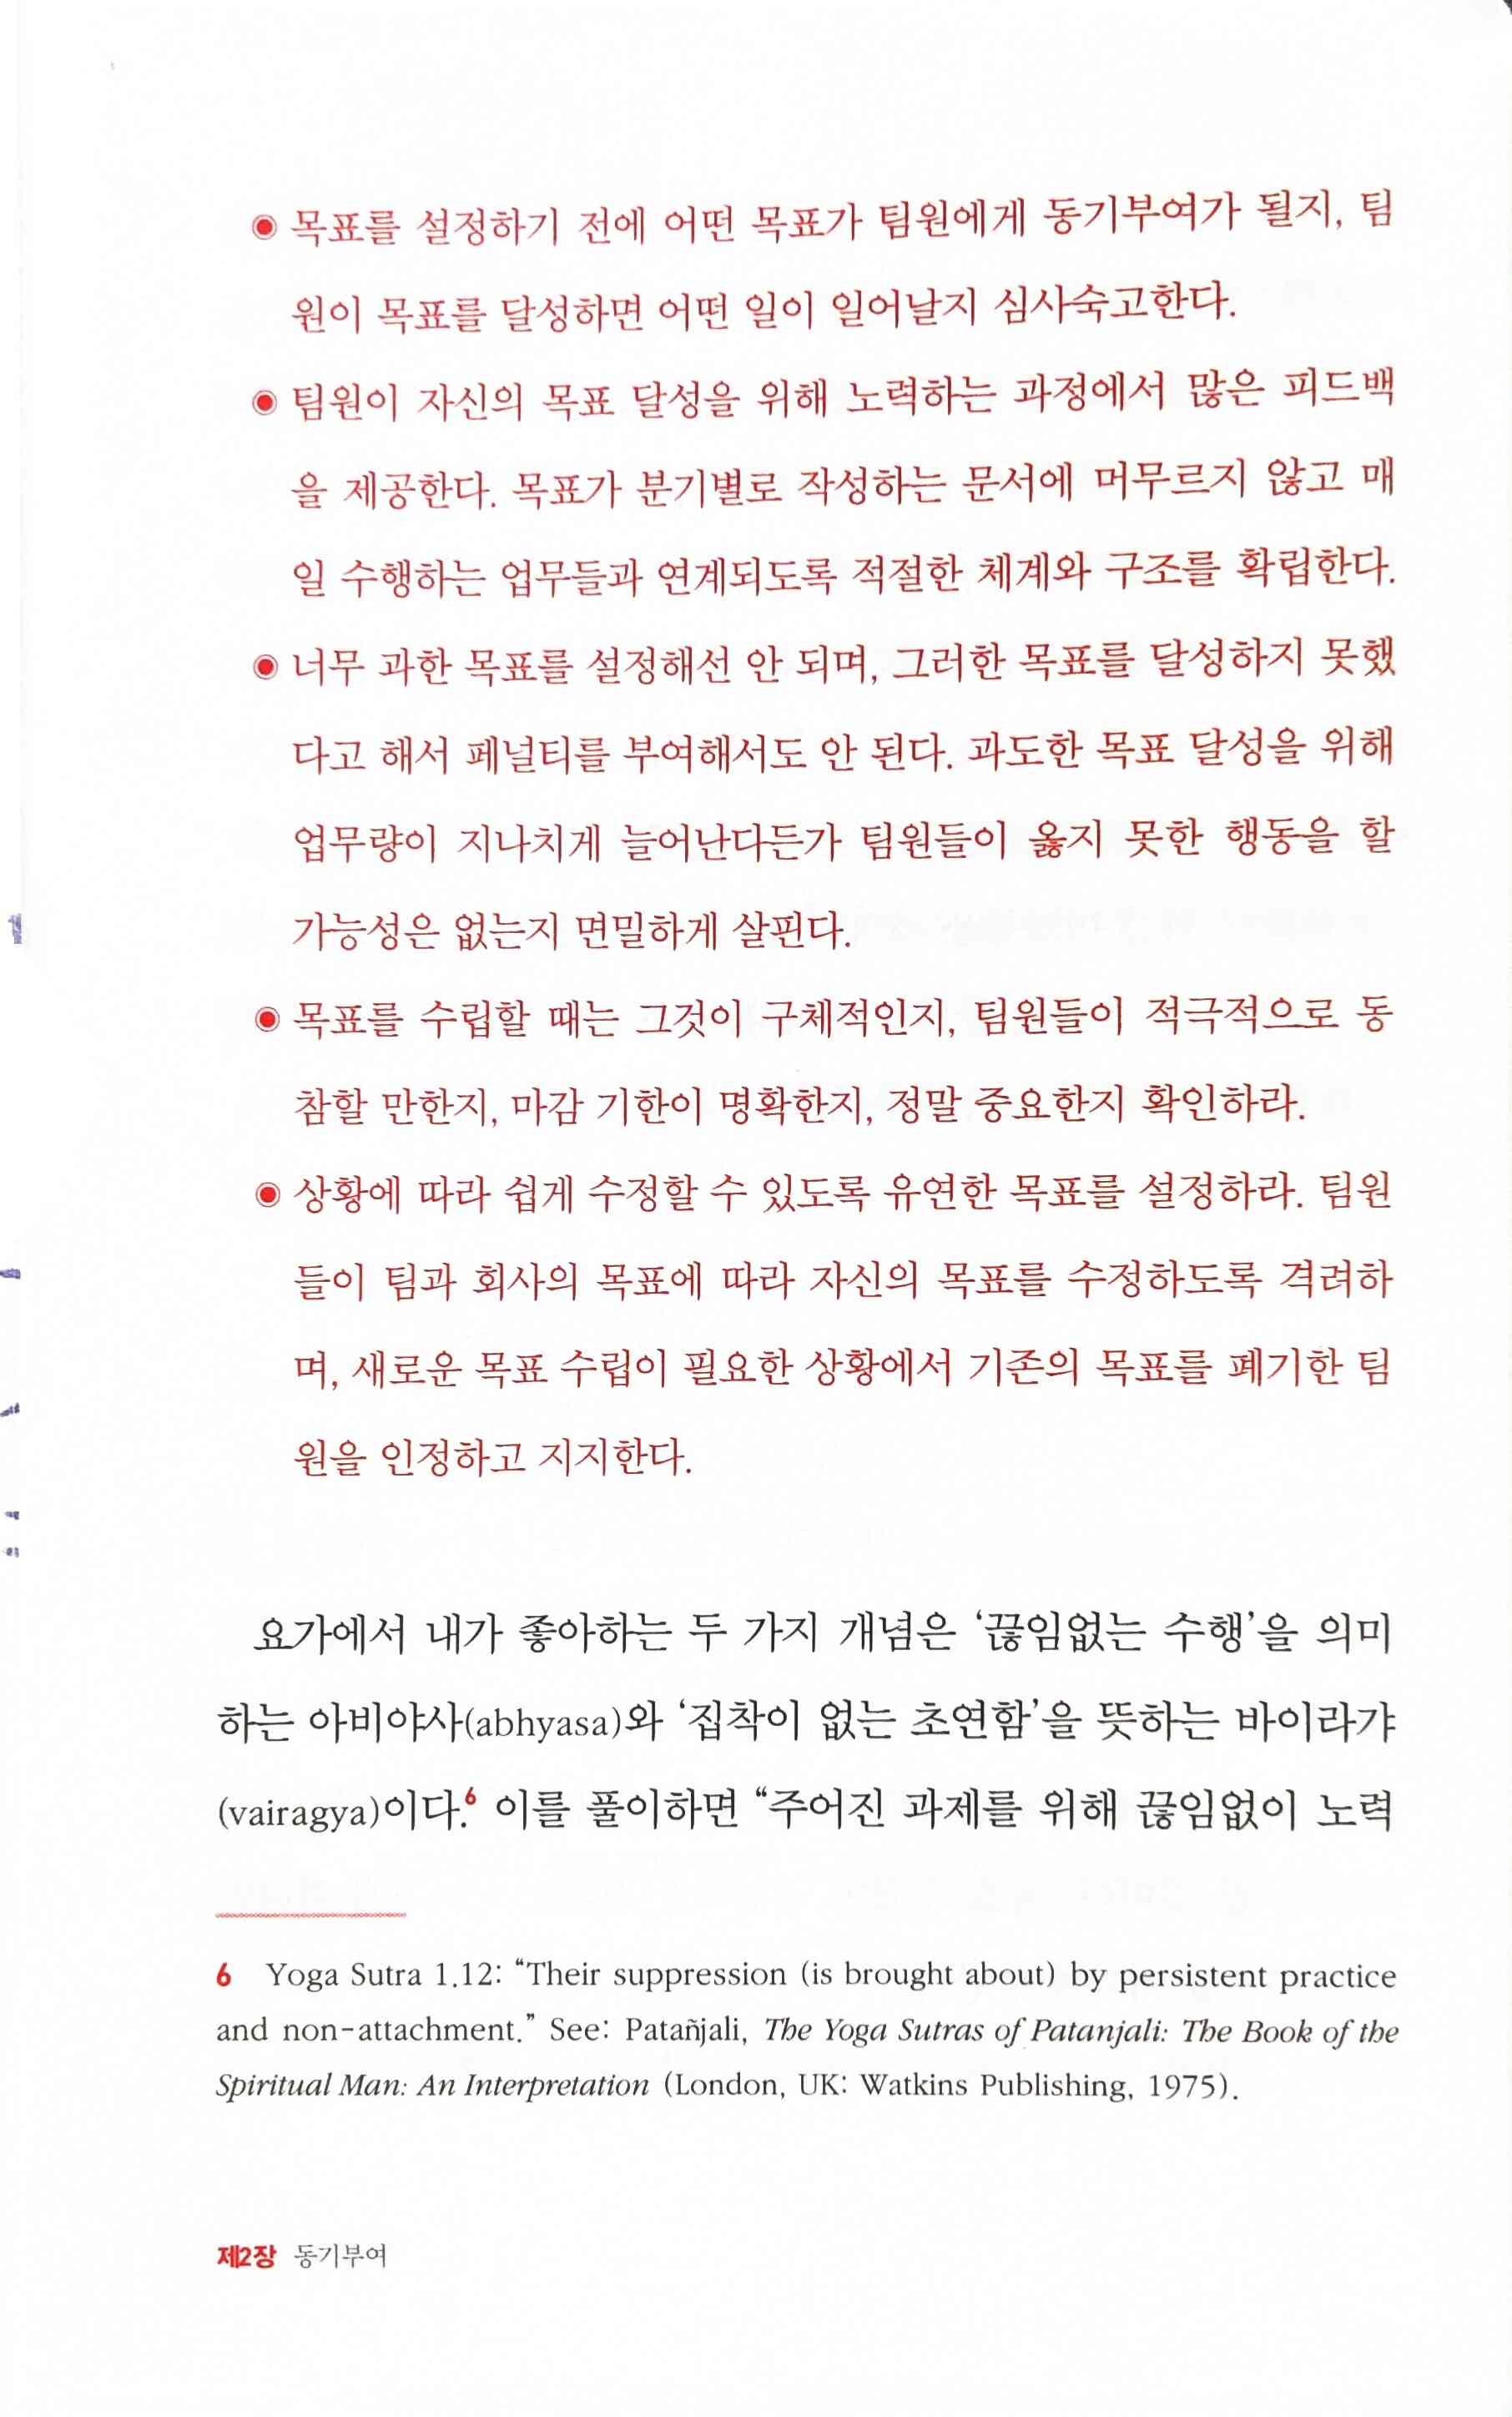 ◉ 목표를 설정하기 전에 어떤 목표가 팀원에게 동기부여가 될지, 팀
원이 목표를 달성하면 어떤 일이 일어날지 심사숙고한다.
◉ 팀원이 자신의 목표 달성을 위해 노력하는 과정에서 많은 피드백
을 제공한다. 목표가 분기별로 작성하는 문서에 머무르지 않고 매
일 수행하는 업무들과 연계되도록 적절한 체계와 구조를 확립한다.
◉ 너무 과한 목표를 설정해선 안 되며, 그러한 목표를 달성하지 못했
다고 해서 페널티를 부여해서도 안 된다. 과도한 목표 달성을 위해
업무량이 지나치게 늘어난다든가 팀원들이 옳지 못한 행동을 할
가능성은 없는지 면밀하게 살핀다.
◉ 목표를 수립할 때는 그것이 구체적인지, 팀원들이 적극적으로 동
참할 만한지, 마감 기한이 명확한지, 정말 중요한지 확인하라.
◉ 상황에 따라 쉽게 수정할 수 있도록 유연한 목표를 설정하라. 팀원
들이 팀과 회사의 목표에 따라 자신의 목표를 수정하도록 격려하
며, 새로운 목표 수립이 필요한 상황에서 기존의 목표를 폐기한 팀
원을 인정하고 지지한다.
요가에서 내가 좋아하는 두 가지 개념은 ‘끊임없는 수행’을 의미
하는 아비야사(abhyasa)와 ‘집착이 없는 초연함’을 뜻하는 바이라갸
(vairagya)이다.6 이를 풀이하면 “주어진 과제를 위해 끊임없이 노력
6 Yoga Sutra 1.12: “Their suppression (is brought about) by persistent practice
and non-attachment.” See: Patañjali, The Yoga Sutras of Patanjali: The Book of the
Spiritual Man: An Interpretation (London, UK: Watkins Publishing, 1975).
제2장 동기부여